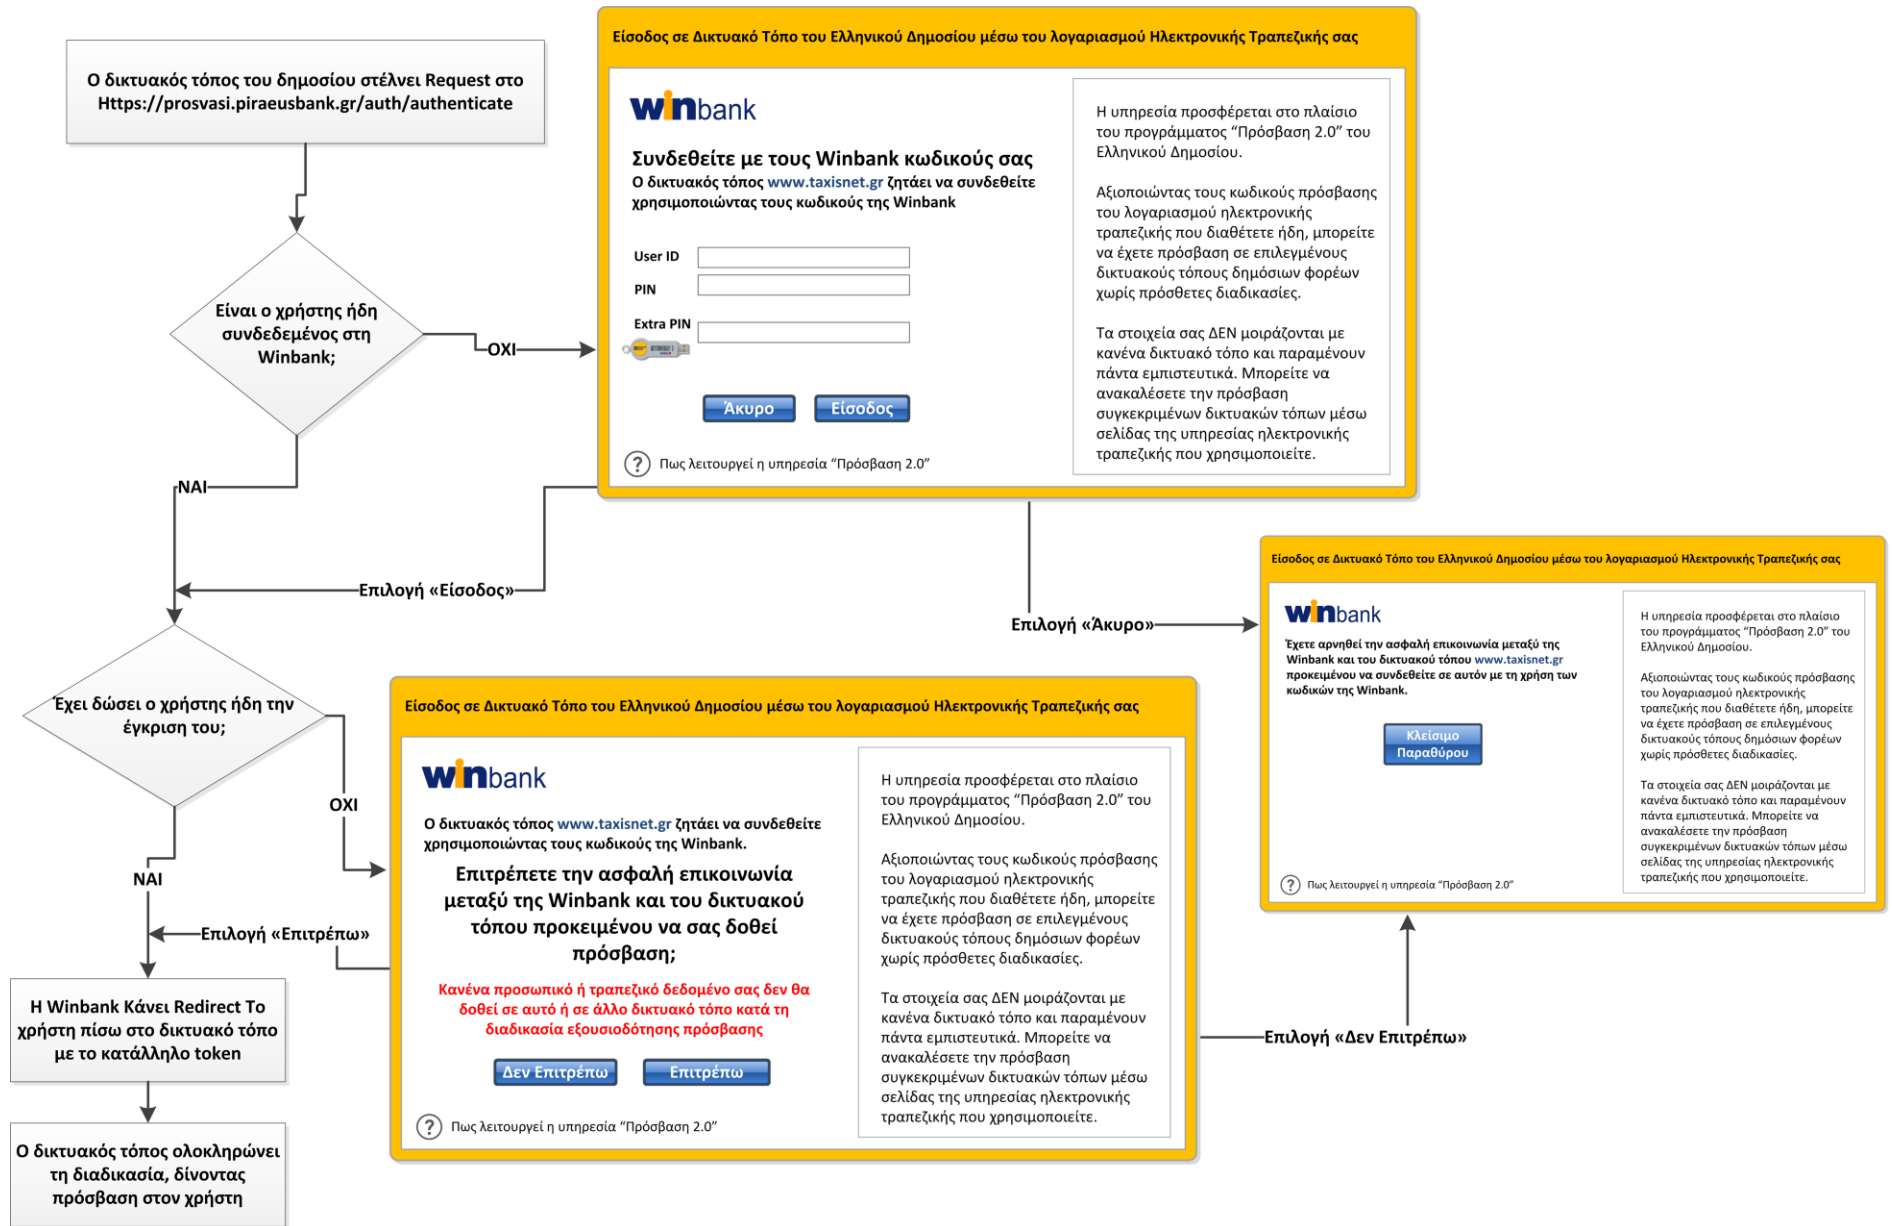 Ο δικτυακός τόπος του δημοσίου στέλνει Request στο
Https://prosvasi.piraeusbank.gr/auth/authenticate
Είναι ο χρήστης ήδη
συνδεδεμένος στη
Winbank;
ΟΧΙ
ΝΑΙ
Είσοδος σε Δικτυακό Τόπο του Ελληνικού Δημοσίου μέσω του λογαριασμού Ηλεκτρονικής Τραπεζικής σας
winbank
Συνδεθείτε με τους Winbank κωδικούς σας
Ο δικτυακός τόπος www.taxisnet.gr ζητάει να συνδεθείτε
χρησιμοποιώντας τους κωδικούς της Winbank
User ID
PIN
Extra PIN
Άκυρο
Είσοδος
? Πως λειτουργεί η υπηρεσία “Πρόσβαση 2.0”
Η υπηρεσία προσφέρεται στο πλαίσιο
του προγράμματος “Πρόσβαση 2.0” του
Ελληνικού Δημοσίου.
Αξιοποιώντας τους κωδικούς πρόσβασης
του λογαριασμού ηλεκτρονικής
τραπεζικής που διαθέτετε ήδη, μπορείτε
να έχετε πρόσβαση σε επιλεγμένους
δικτυακούς τόπους δημόσιων φορέων
χωρίς πρόσθετες διαδικασίες.
Τα στοιχεία σας ΔΕΝ μοιράζονται με
κανένα δικτυακό τόπο και παραμένουν
πάντα εμπιστευτικά. Μπορείτε να
ανακαλέσετε την πρόσβαση
συγκεκριμένων δικτυακών τόπων μέσω
σελίδας της υπηρεσίας ηλεκτρονικής
τραπεζικής που χρησιμοποιείτε.
Επιλογή «Είσοδος»
Επιλογή «Άκυρο»
Είσοδος σε Δικτυακό Τόπο του Ελληνικού Δημοσίου μέσω του λογαριασμού Ηλεκτρονικής Τραπεζικής σας
winbank
Έχετε αρνηθεί την ασφαλή επικοινωνία μεταξύ της
Winbank και του δικτυακού τόπου www.taxisnet.gr
προκειμένου να συνδεθείτε σε αυτόν με τη χρήση των
κωδικών της Winbank.
Κλείσιμο
Παραθύρου
? Πως λειτουργεί η υπηρεσία “Πρόσβαση 2.0”
Η υπηρεσία προσφέρεται στο πλαίσιο
του προγράμματος “Πρόσβαση 2.0” του
Ελληνικού Δημοσίου.
Αξιοποιώντας τους κωδικούς πρόσβασης
του λογαριασμού ηλεκτρονικής
τραπεζικής που διαθέτετε ήδη, μπορείτε
να έχετε πρόσβαση σε επιλεγμένους
δικτυακούς τόπους δημόσιων φορέων
χωρίς πρόσθετες διαδικασίες.
Τα στοιχεία σας ΔΕΝ μοιράζονται με
κανένα δικτυακό τόπο και παραμένουν
πάντα εμπιστευτικά. Μπορείτε να
ανακαλέσετε την πρόσβαση
συγκεκριμένων δικτυακών τόπων μέσω
σελίδας της υπηρεσίας ηλεκτρονικής
τραπεζικής που χρησιμοποιείτε.
Έχει δώσει ο χρήστης ήδη την
έγκριση του;
ΟΧΙ
ΝΑΙ
Είσοδος σε Δικτυακό Τόπο του Ελληνικού Δημοσίου μέσω του λογαριασμού Ηλεκτρονικής Τραπεζικής σας
winbank
Ο δικτυακός τόπος www.taxisnet.gr ζητάει να συνδεθείτε
χρησιμοποιώντας τους κωδικούς της Winbank.
Επιτρέπετε την ασφαλή επικοινωνία
μεταξύ της Winbank και του δικτυακού
τόπου προκειμένου να σας δοθεί
πρόσβαση;
Κανένα προσωπικό ή τραπεζικό δεδομένο σας δεν θα
δοθεί σε αυτό ή σε άλλο δικτυακό τόπο κατά τη
διαδικασία εξουσιοδότησης πρόσβασης
Δεν Επιτρέπω
Επιτρέπω
? Πως λειτουργεί η υπηρεσία “Πρόσβαση 2.0”
Η υπηρεσία προσφέρεται στο πλαίσιο
του προγράμματος “Πρόσβαση 2.0” του
Ελληνικού Δημοσίου.
Αξιοποιώντας τους κωδικούς πρόσβασης
του λογαριασμού ηλεκτρονικής
τραπεζικής που διαθέτετε ήδη, μπορείτε
να έχετε πρόσβαση σε επιλεγμένους
δικτυακούς τόπους δημόσιων φορέων
χωρίς πρόσθετες διαδικασίες.
Τα στοιχεία σας ΔΕΝ μοιράζονται με
κανένα δικτυακό τόπο και παραμένουν
πάντα εμπιστευτικά. Μπορείτε να
ανακαλέσετε την πρόσβαση
συγκεκριμένων δικτυακών τόπων μέσω
σελίδας της υπηρεσίας ηλεκτρονικής
τραπεζικής που χρησιμοποιείτε.
Επιλογή «Επιτρέπω»
Επιλογή «Δεν Επιτρέπω»
Η Winbank Κάνει Redirect Το
χρήστη πίσω στο δικτυακό τόπο
με το κατάλληλο token
Ο δικτυακός τόπος ολοκληρώνει
τη διαδικασία, δίνοντας
πρόσβαση στον χρήστη